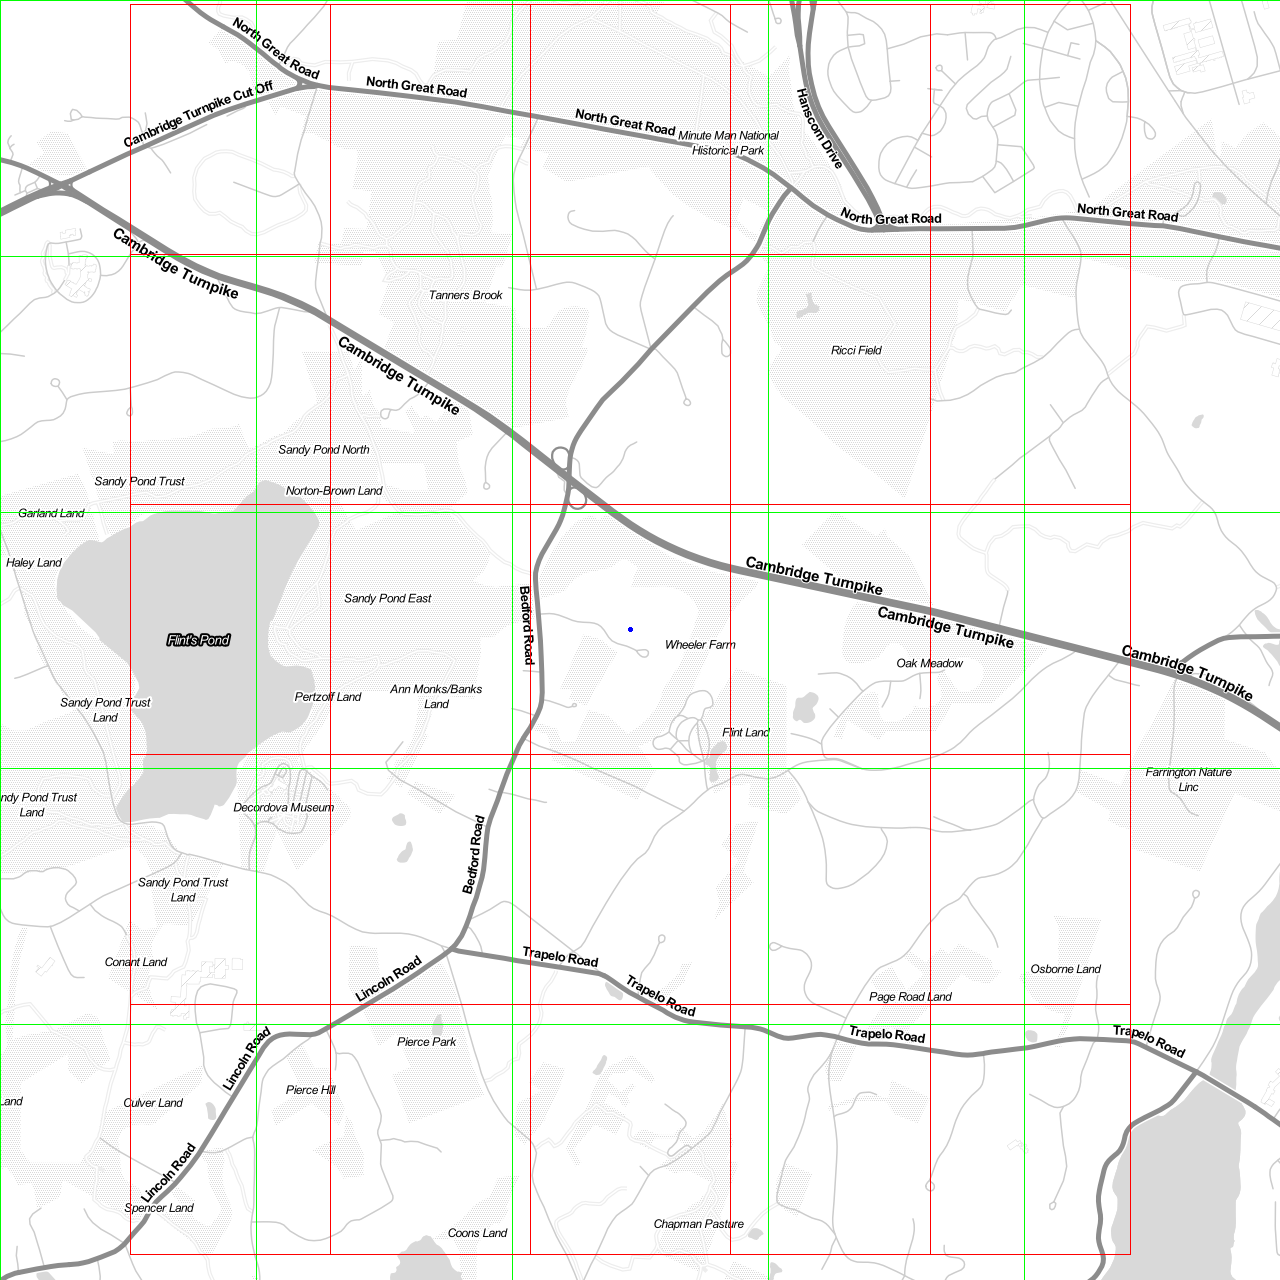 North Great Road
Cambridge Turnpike Cut Off
North Great Road
North Great Road
Minute Man National
Historical Park
Hanscom Drive
North Great Road
North Great Road
Cambridge Turnpike
Tanners Brook
Cambridge Turnpike
Ricci Field
Sandy Pond North
Sandy Pond Trust
Norton-Brown Land
Garland Land
Haley Land
Cambridge Turnpike
Sandy Pond East
Bedford Road
Cambridge Turnpike
Flint's Pond
Wheeler Farm
Oak Meadow
Cambridge Turnpike
Pertzoff Land
Ann Monks/Banks
Land
Sandy Pond Trust
Land
Flint Land
Farrington Nature
Linc
ndy Pond Trust
Land
Decordova Museum
Bedford Road
Sandy Pond Trust
Land
Conant Land
Lincoln Road
Trapelo Road
Trapelo Road
Osborne Land
Page Road Land
Lincoln Road
Pierce Park
Trapelo Road
Trapelo Road
Pierce Hill
Land
Culver Land
Lincoln Road
Spencer Land
Coons Land
Chapman Pasture